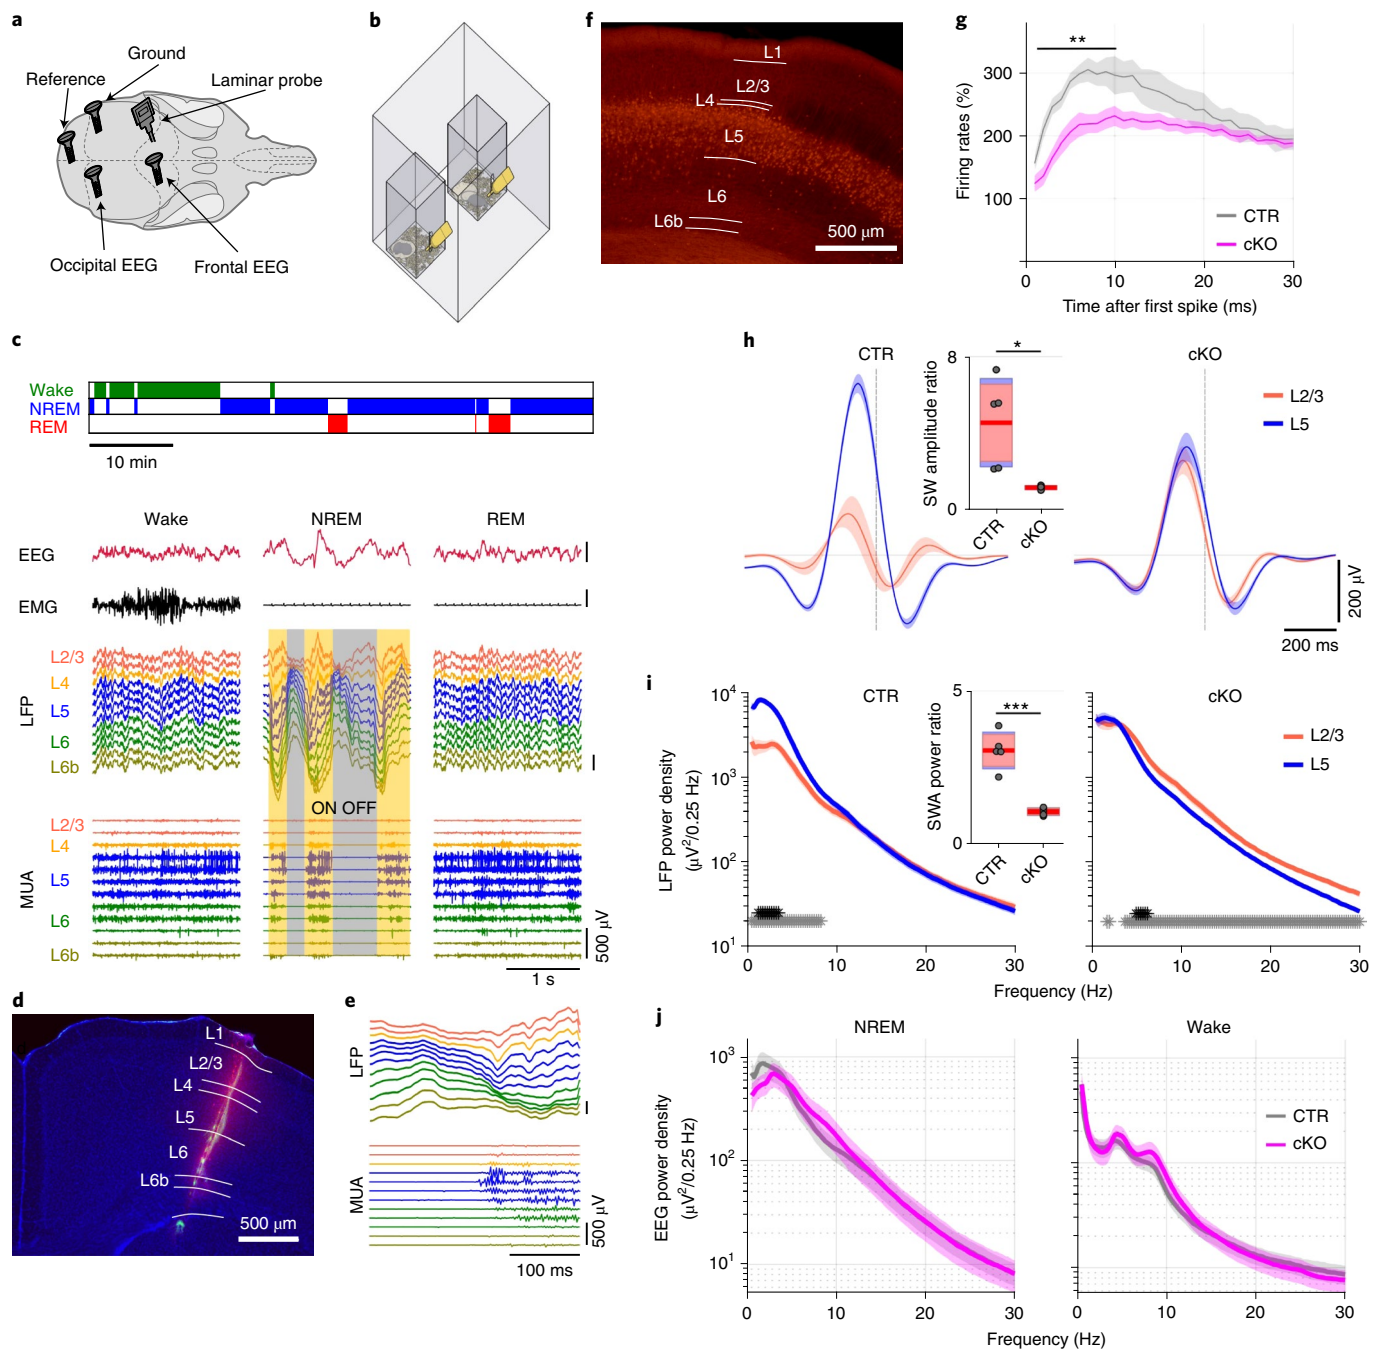 a
Ground
Reference
Laminar probe
Occipital EEG
Frontal EEG
b
f
L1
L2/3
L4
L5
L6
L6b
500 µm
g
**
Firing rates (%)
300
200
100
CTR
cKO
0
10
20
30
Time after first spike (ms)
c
Wake
NREM
REM
10 min
Wake
NREM
REM
EEG
EMG
LFP
L2/3
L4
L5
L6
L6b
ON OFF
MUA
L2/3
L4
L5
L6
L6b
500 µV
1 s
d
L1
L2/3
L4
L5
L6
L6b
500 µm
e
LFP
MUA
500 µV
100 ms
h
CTR
cKO
SW amplitude ratio
8
0
*
CTR
cKO
L2/3
L5
200 µV
200 ms
i
CTR
cKO
LFP power density
(µV²/0.25 Hz)
10⁴
10³
10²
10¹
SWA power ratio
5
0
***
CTR
cKO
L2/3
L5
0
10
20
30
0
10
20
30
Frequency (Hz)
j
NREM
Wake
EEG power density
(µV²/0.25 Hz)
10³
10²
10¹
CTR
cKO
0
10
20
30
0
10
20
30
Frequency (Hz)